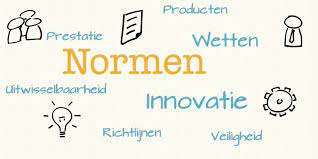 Producten
Prestatie
Wetten
Normen
Uitwisselbaarheid
Innovatie
Richtlijnen
Veiligheid